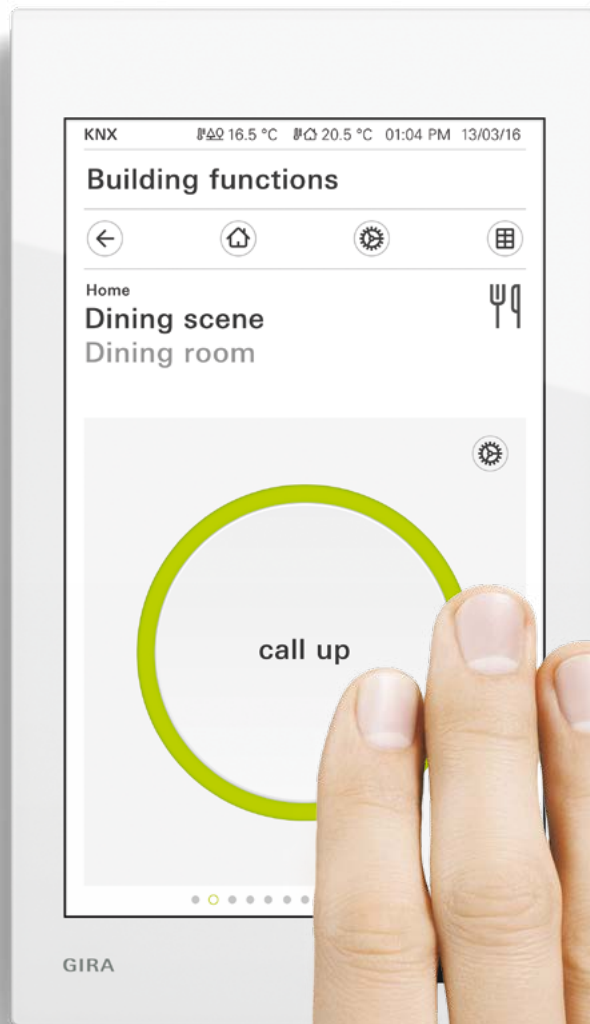 KNX 16.5 °C 20.5 °C 01:04 PM 13/03/16
Building functions
Home
Dining scene
Dining room
call up
GIRA